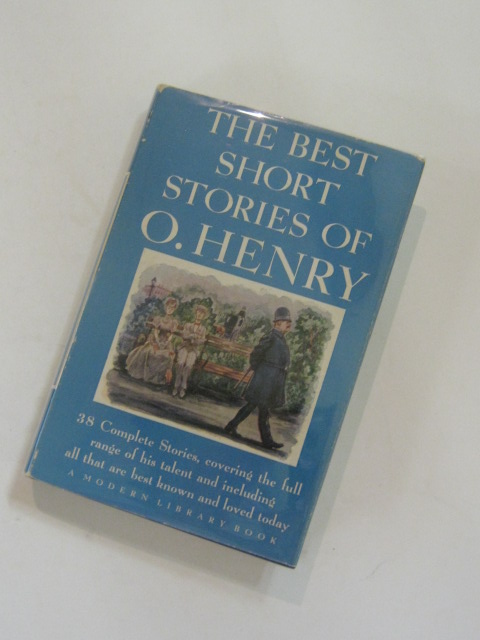 THE BEST
SHORT
STORIES OF
O. HENRY
38 Complete Stories, covering the full
range of his talent and including
all that are best known and loved today
A MODERN LIBRARY BOOK